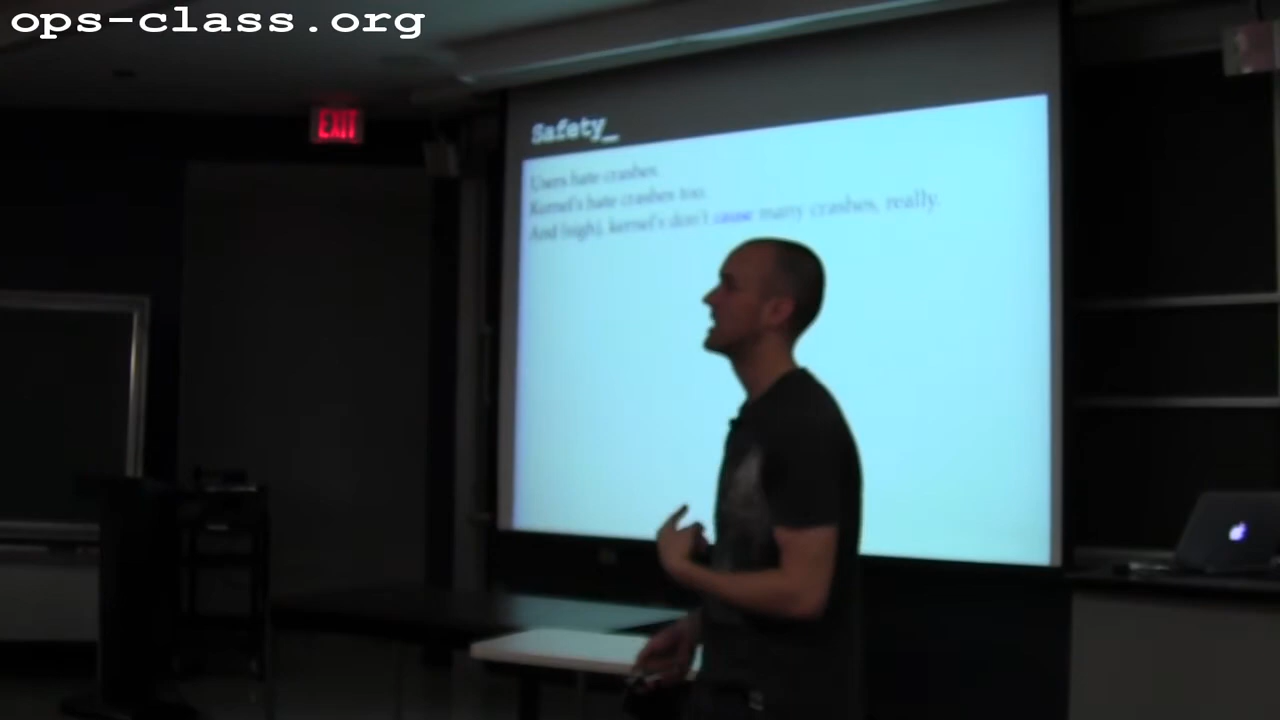 ops-class.org
EXIT
Safety_
Users hate crashes.
Kernel's hate crashes too.
And (sigh), kernel's don't cause many crashes, really.